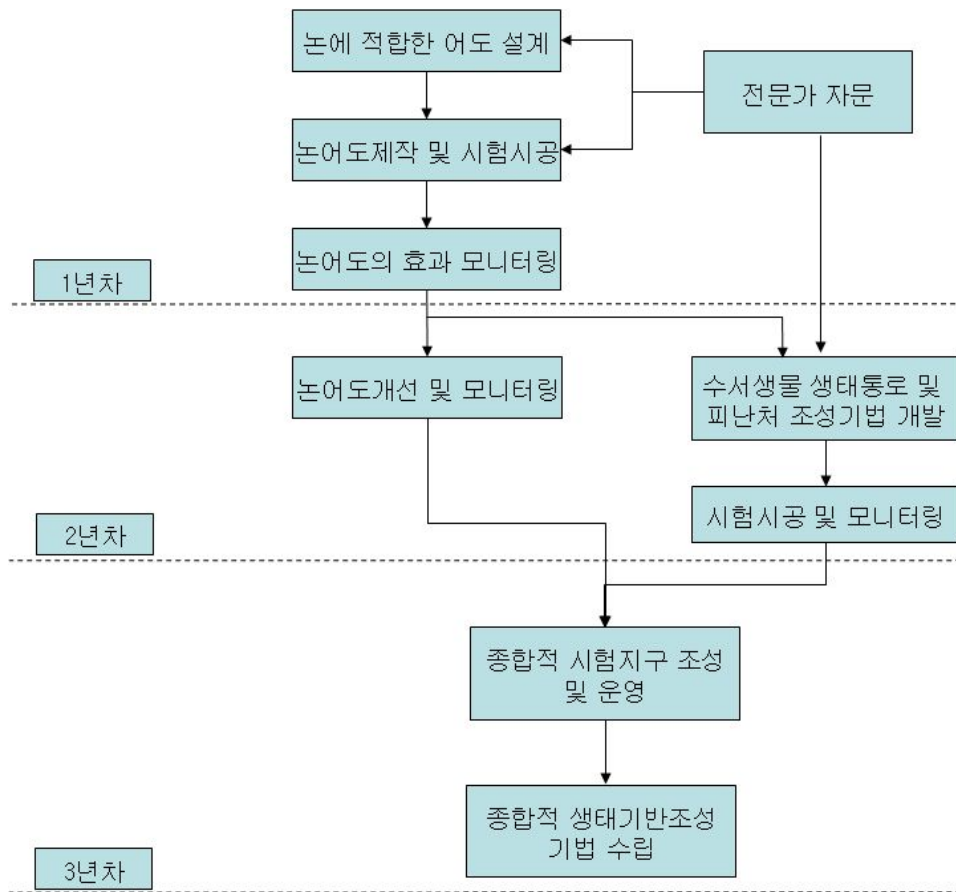 논에 적합한 어도 설계
전문가 자문
논어도제작 및 시험시공
논어도의 효과 모니터링
1년차
논어도개선 및 모니터링
수서생물 생태통로 및
피난처 조성기법 개발
시험시공 및 모니터링
2년차
종합적 시험지구 조성
및 운영
종합적 생태기반조성
기법 수립
3년차